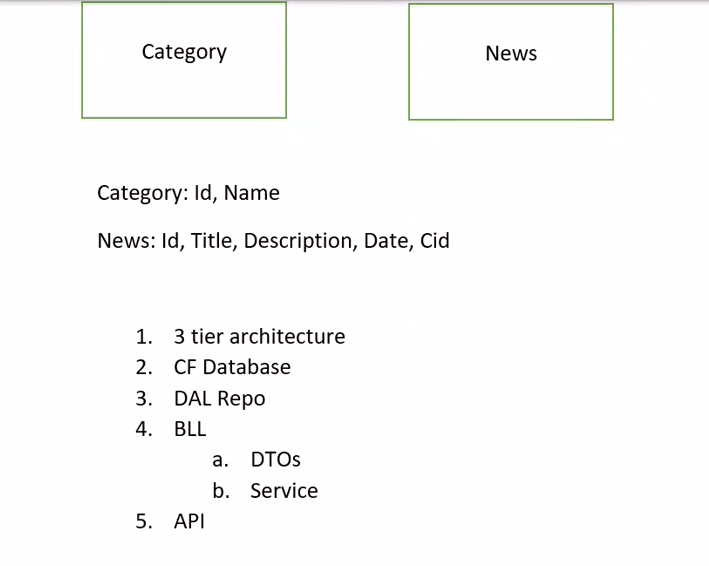 Category
News
Category: Id, Name
News: Id, Title, Description, Date, Cid
1. 3 tier architecture
2. CF Database
3. DAL Repo
4. BLL
a. DTOs
b. Service
5. API